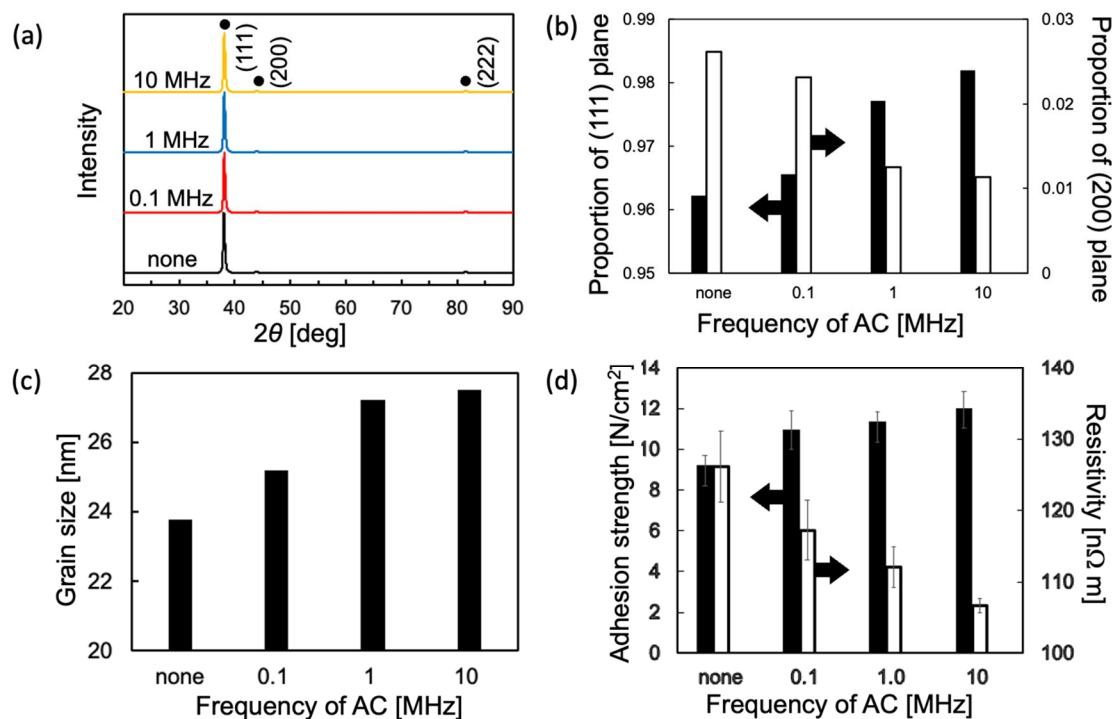 (a)
Intensity
10 MHz
1 MHz
0.1 MHz
none
(111)
(200)
(222)
20 30 40 50 60 70 80 90
2θ [deg]
(b)
Proportion of (111) plane
0.99
0.98
0.97
0.96
0.95
0.03
0.02
0.01
0
Proportion of (200) plane
none 0.1 1 10
Frequency of AC [MHz]
(c)
Grain size [nm]
28
26
24
22
20
none 0.1 1 10
Frequency of AC [MHz]
(d)
Adhesion strength [N/cm²]
14
12
10
8
6
4
2
0
140
130
120
110
100
Resistivity [nΩ m]
none 0.1 1.0 10
Frequency of AC [MHz]